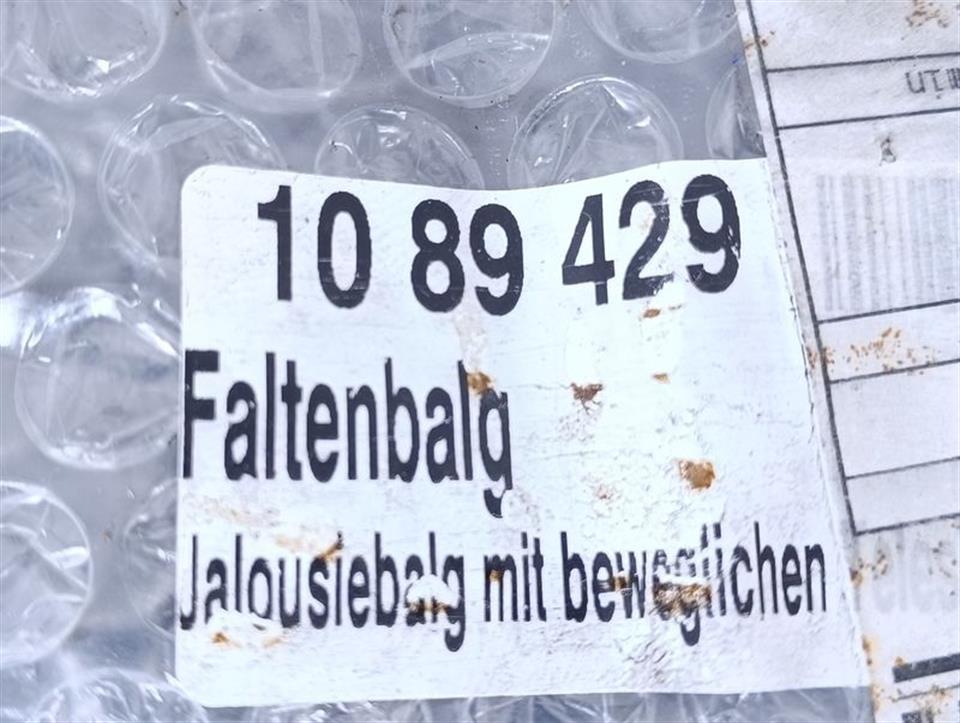 10 89 429
Faltenbalg
Jalousiebalg mit beweglichen